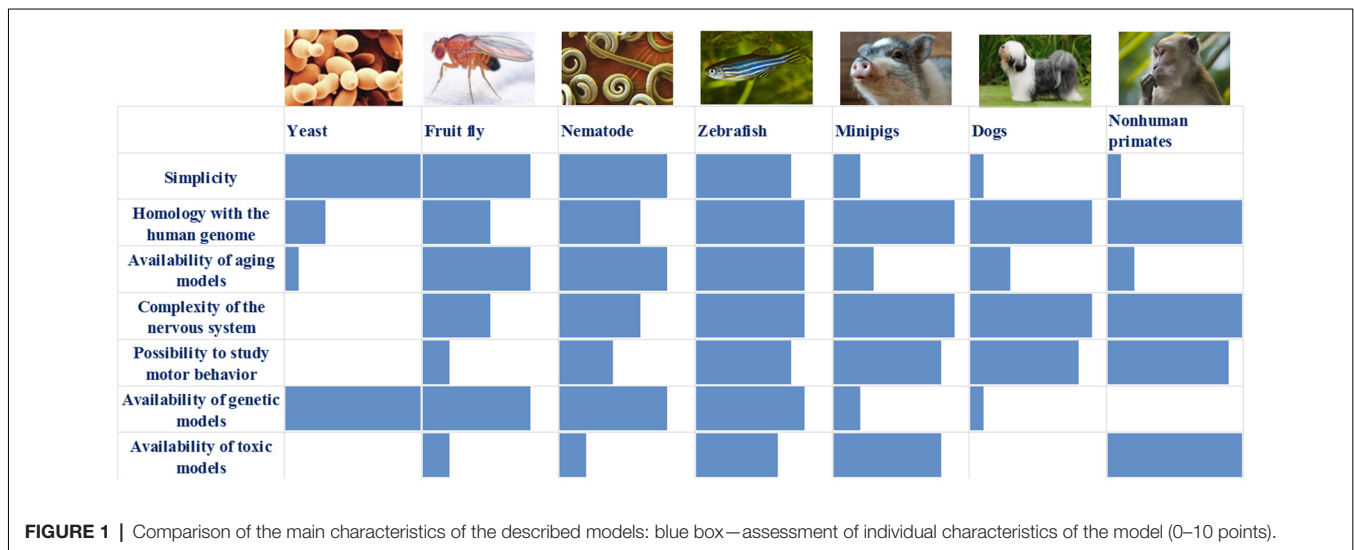 Yeast
Fruit fly
Nematode
Zebrafish
Minipigs
Dogs
Nonhuman
primates
Simplicity
Homology with the
human genome
Availability of aging
models
Complexity of the
nervous system
Possibility to study
motor behavior
Availability of genetic
models
Availability of toxic
models
FIGURE 1 | Comparison of the main characteristics of the described models: blue box—assessment of individual characteristics of the model (0–10 points).